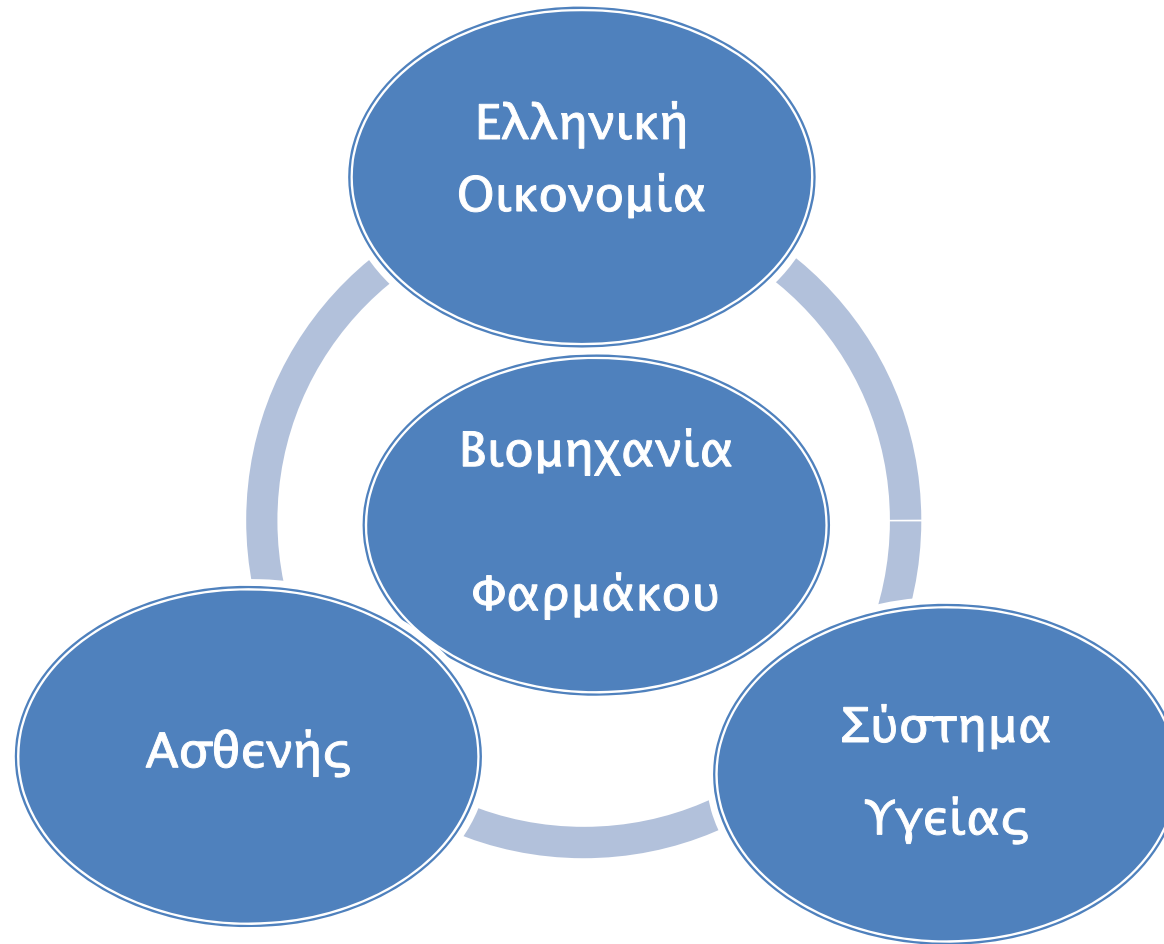 Ελληνική
Οικονομία
Βιομηχανία
Φαρμάκου
Ασθενής
Σύστημα
Υγείας